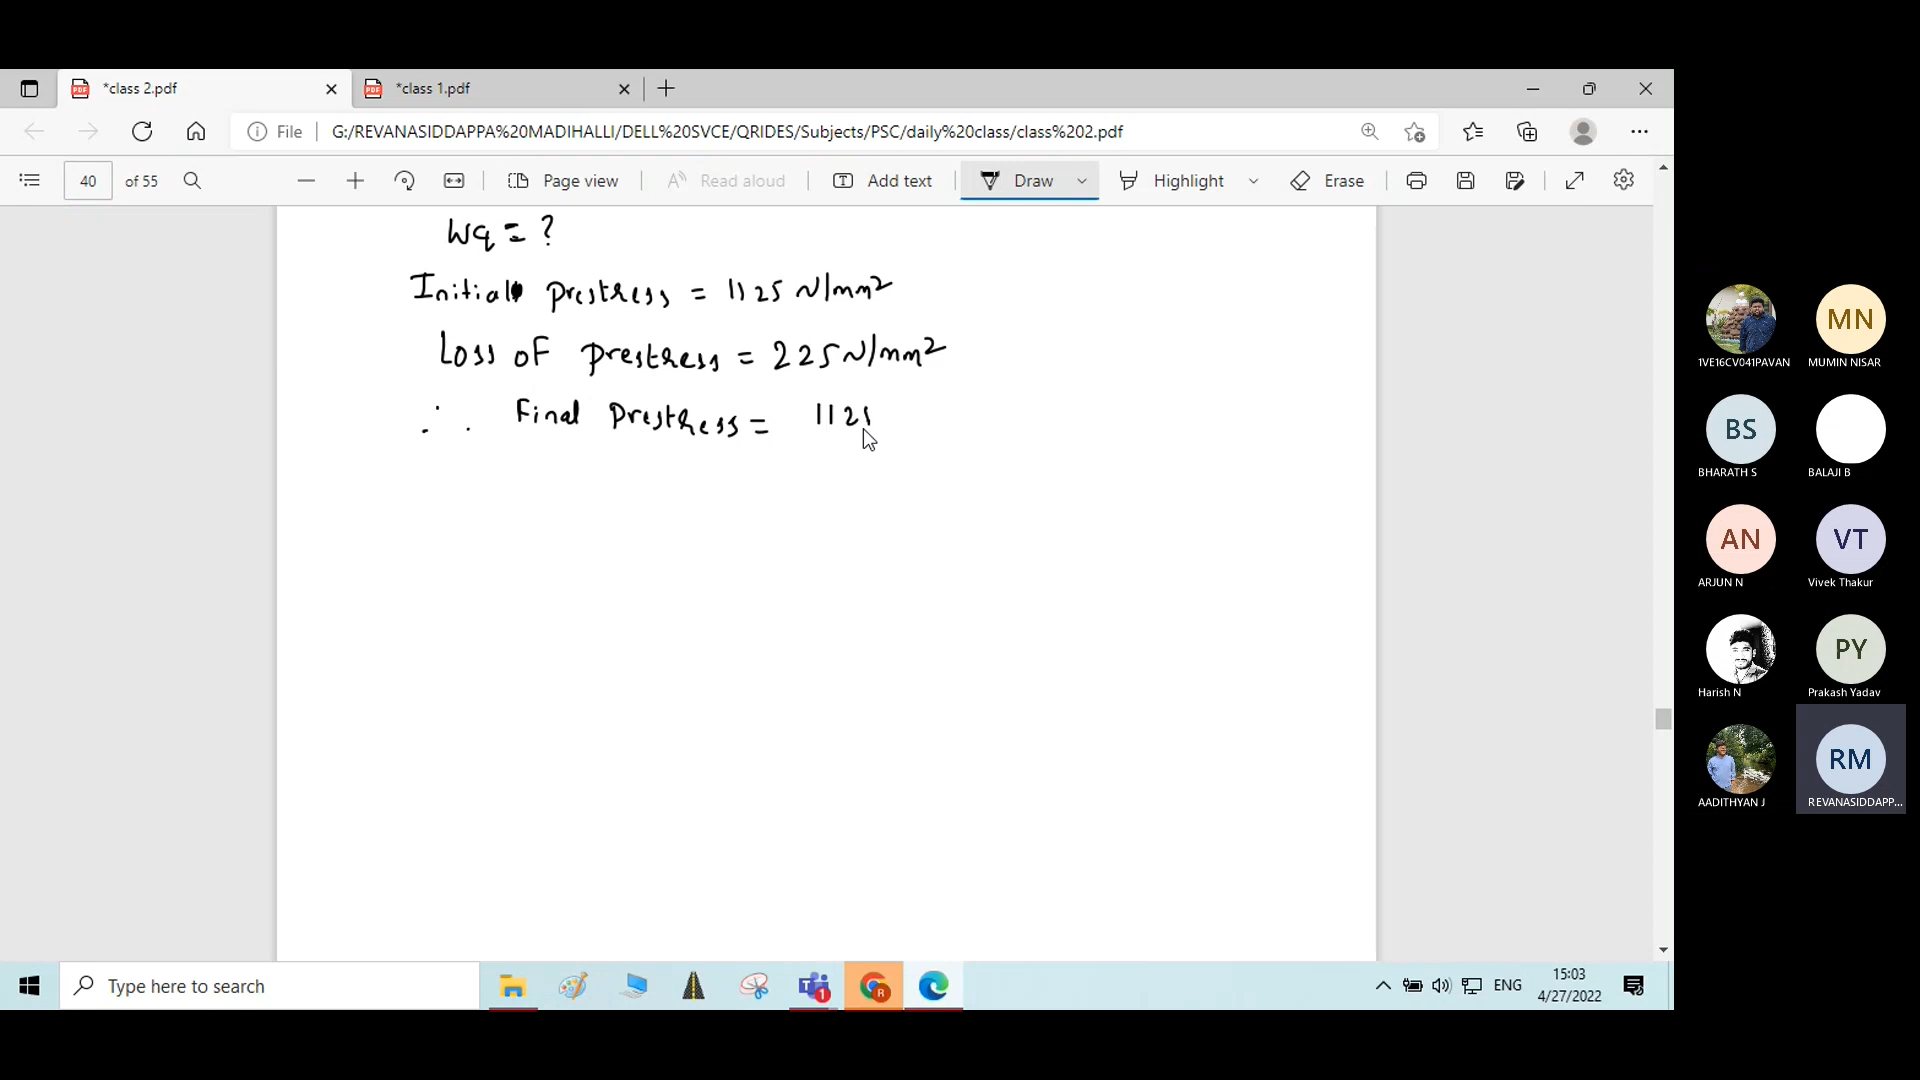 *class 2.pdf
*class 1.pdf
File
G:/REVANASIDDAPPA%20MADIHALLI/DELL%20SVCE/QRIDES/Subjects/PSC/daily%20class/class%202.pdf
40 of 55
Page view
Read aloud
Add text
Draw
Highlight
Erase
Wq = ?
Initial prestress = 1125 N/mm²
Loss of prestress = 225 N/mm²
∴ Final Prestress = 112
1VE16CV041PAVAN
MN
MUMIN NISAR
BS
BHARATH S
BALAJI B
AN
ARJUN N
VT
Vivek Thakur
Harish N
PY
Prakash Yadav
AADITHYAN J
RM
REVANASIDDAPP...
Type here to search
1
R
ENG
15:03
4/27/2022